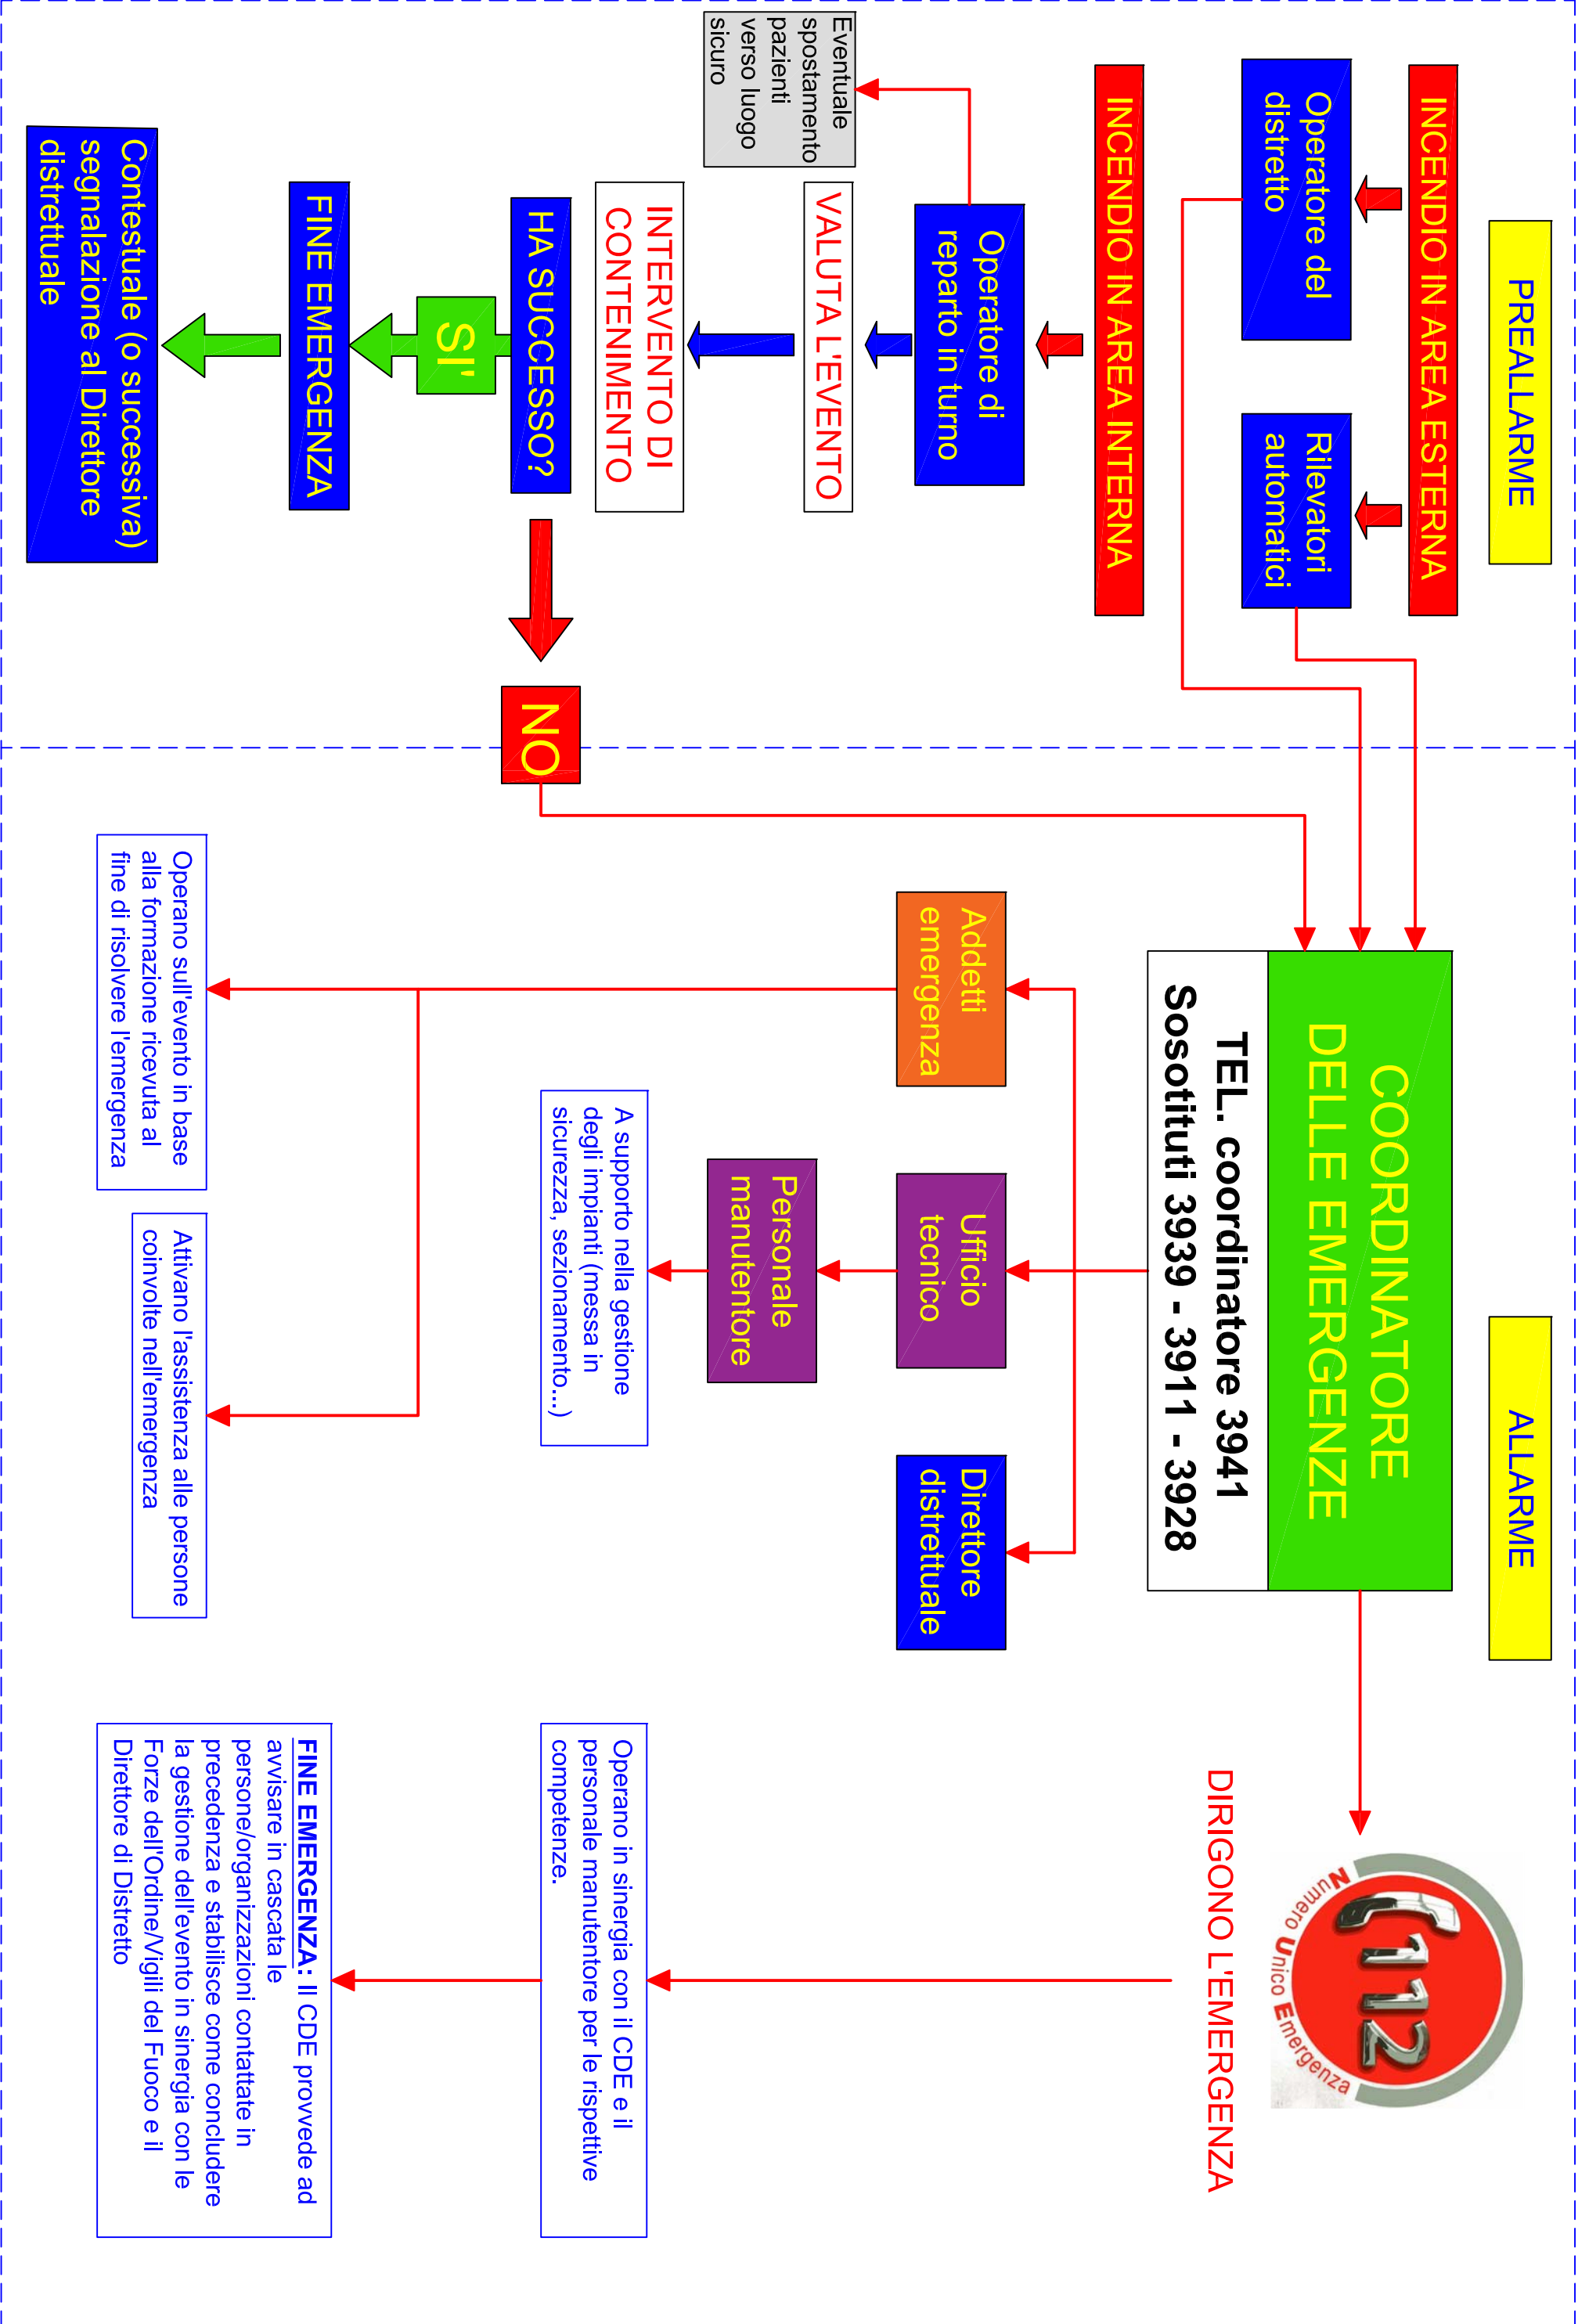 PREALLARME
INCENDIO IN AREA ESTERNA
Operatore del
distretto
Rilevatori
automatici
INCENDIO IN AREA INTERNA
Operatore di
reparto in turno
Eventuale
spostamento
pazienti
verso luogo
sicuro
VALUTA L'EVENTO
INTERVENTO DI
CONTENIMENTO
HA SUCCESSO?
SI'
NO
FINE EMERGENZA
Contestuale (o successiva)
segnalazione al Direttore
distrettuale
ALLARME
COORDINATORE
DELLE EMERGENZE
TEL. coordinatore 3941
Sosotituti 3939 - 3911 - 3928
Addetti
emergenza
Ufficio
tecnico
Direttore
distrettuale
Personale
manutentore
A supporto nella gestione
degli impianti (messa in
sicurezza, sezionamento...)
Operano sull'evento in base
alla formazione ricevuta al
fine di risolvere l'emergenza
Attivano l'assistenza alle persone
coinvolte nell'emergenza
112
Numero Unico Emergenza
DIRIGONO L'EMERGENZA
Operano in sinergia con il CDE e il
personale manutentore per le rispettive
competenze.
FINE EMERGENZA: Il CDE provvede ad
avvisare in cascata le
persone/organizzazioni contattate in
precedenza e stabilisce come concludere
la gestione dell'evento in sinergia con le
Forze dell'Ordine/Vigili del Fuoco e il
Direttore di Distretto